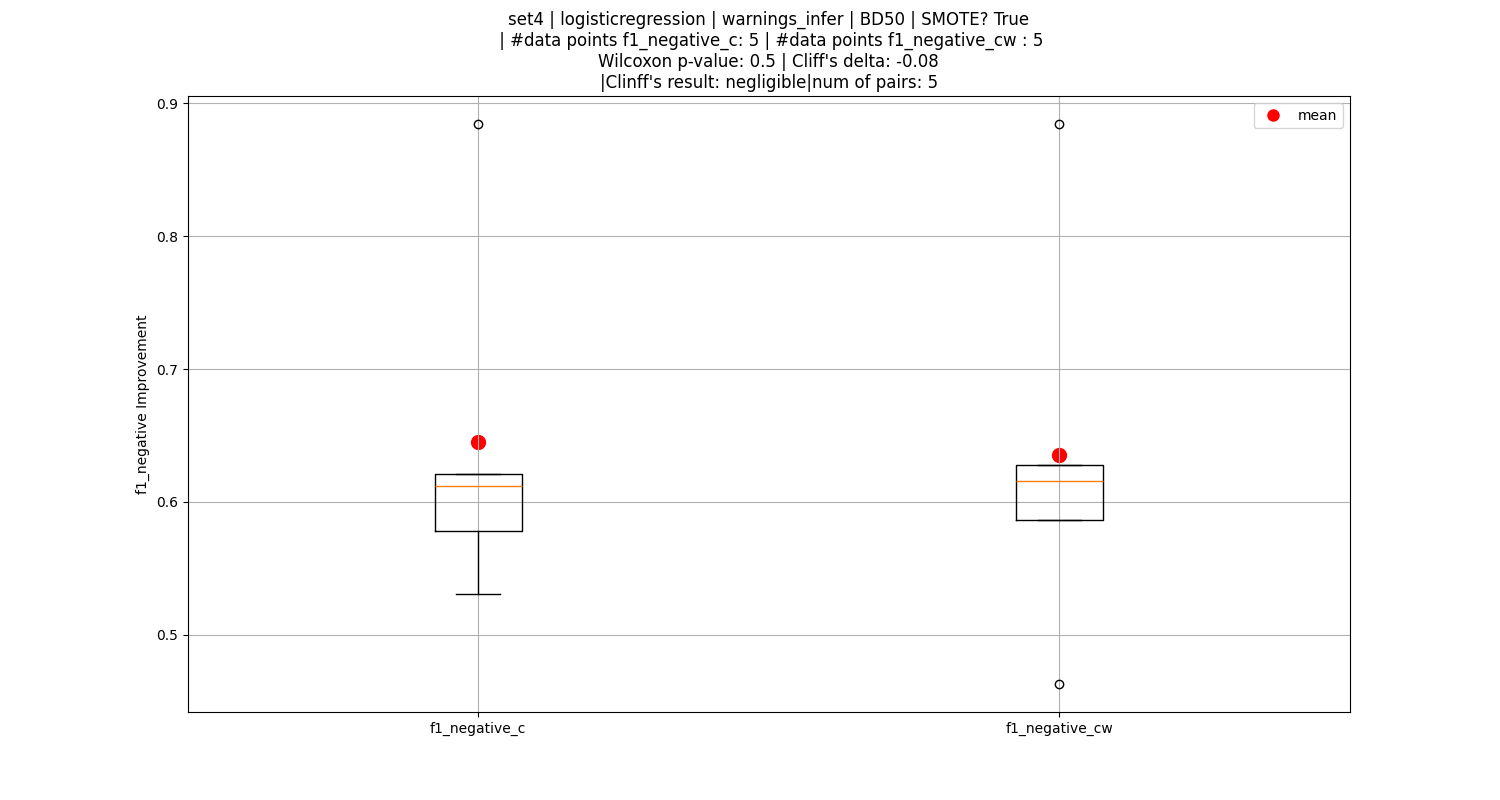 set4 | logisticregression | warnings_infer | BD50 | SMOTE? True
| #data points f1_negative_c: 5 | #data points f1_negative_cw : 5
Wilcoxon p-value: 0.5 | Cliff's delta: -0.08
|Clinff's result: negligible|num of pairs: 5
mean
0.9
0.8
0.7
0.6
0.5
f1_negative Improvement
f1_negative_c
f1_negative_cw